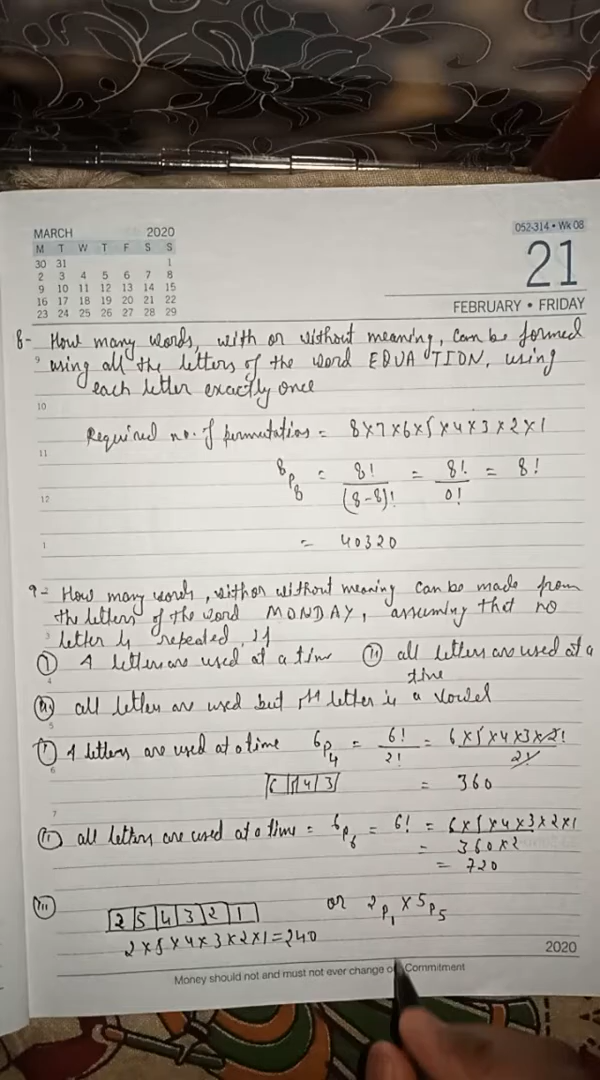 MARCH 2020
M T W T F S S
30 31 1
2 3 4 5 6 7 8
9 10 11 12 13 14 15
16 17 18 19 20 21 22
23 24 25 26 27 28 29
052-314 • Wk 08
21
FEBRUARY • FRIDAY
8- How many words, with or without meaning, can be formed
9 using all the letters of the word EQUATION, using
each letter exactly once
10
Required no. of permutations = 8×7×6×5×4×3×2×1
11
8P8 = 8!/(8-8)! = 8!/0! = 8!
12
1 = 40320
9- How many words, with or without meaning can be made from
the letters of the word MONDAY, assuming that no
letter is repeated, if
(I) 4 letters are used at a time (II) all letters are used at a
4 time
(III) all letters are used but 1st letter is a vowel
5
(I) 4 letters are used at a time 6P4 = 6!/2! = 6×5×4×3×2!/2!
6
6 5 4 3 = 360
7
(II) all letters are used at a time = 6P6 = 6! = 6×5×4×3×2×1
= 360×2
= 720
(III) 2 5 4 3 2 1 or 2P1 × 5P5
2×5×4×3×2×1=240
2020
Money should not and must not ever change Commitment